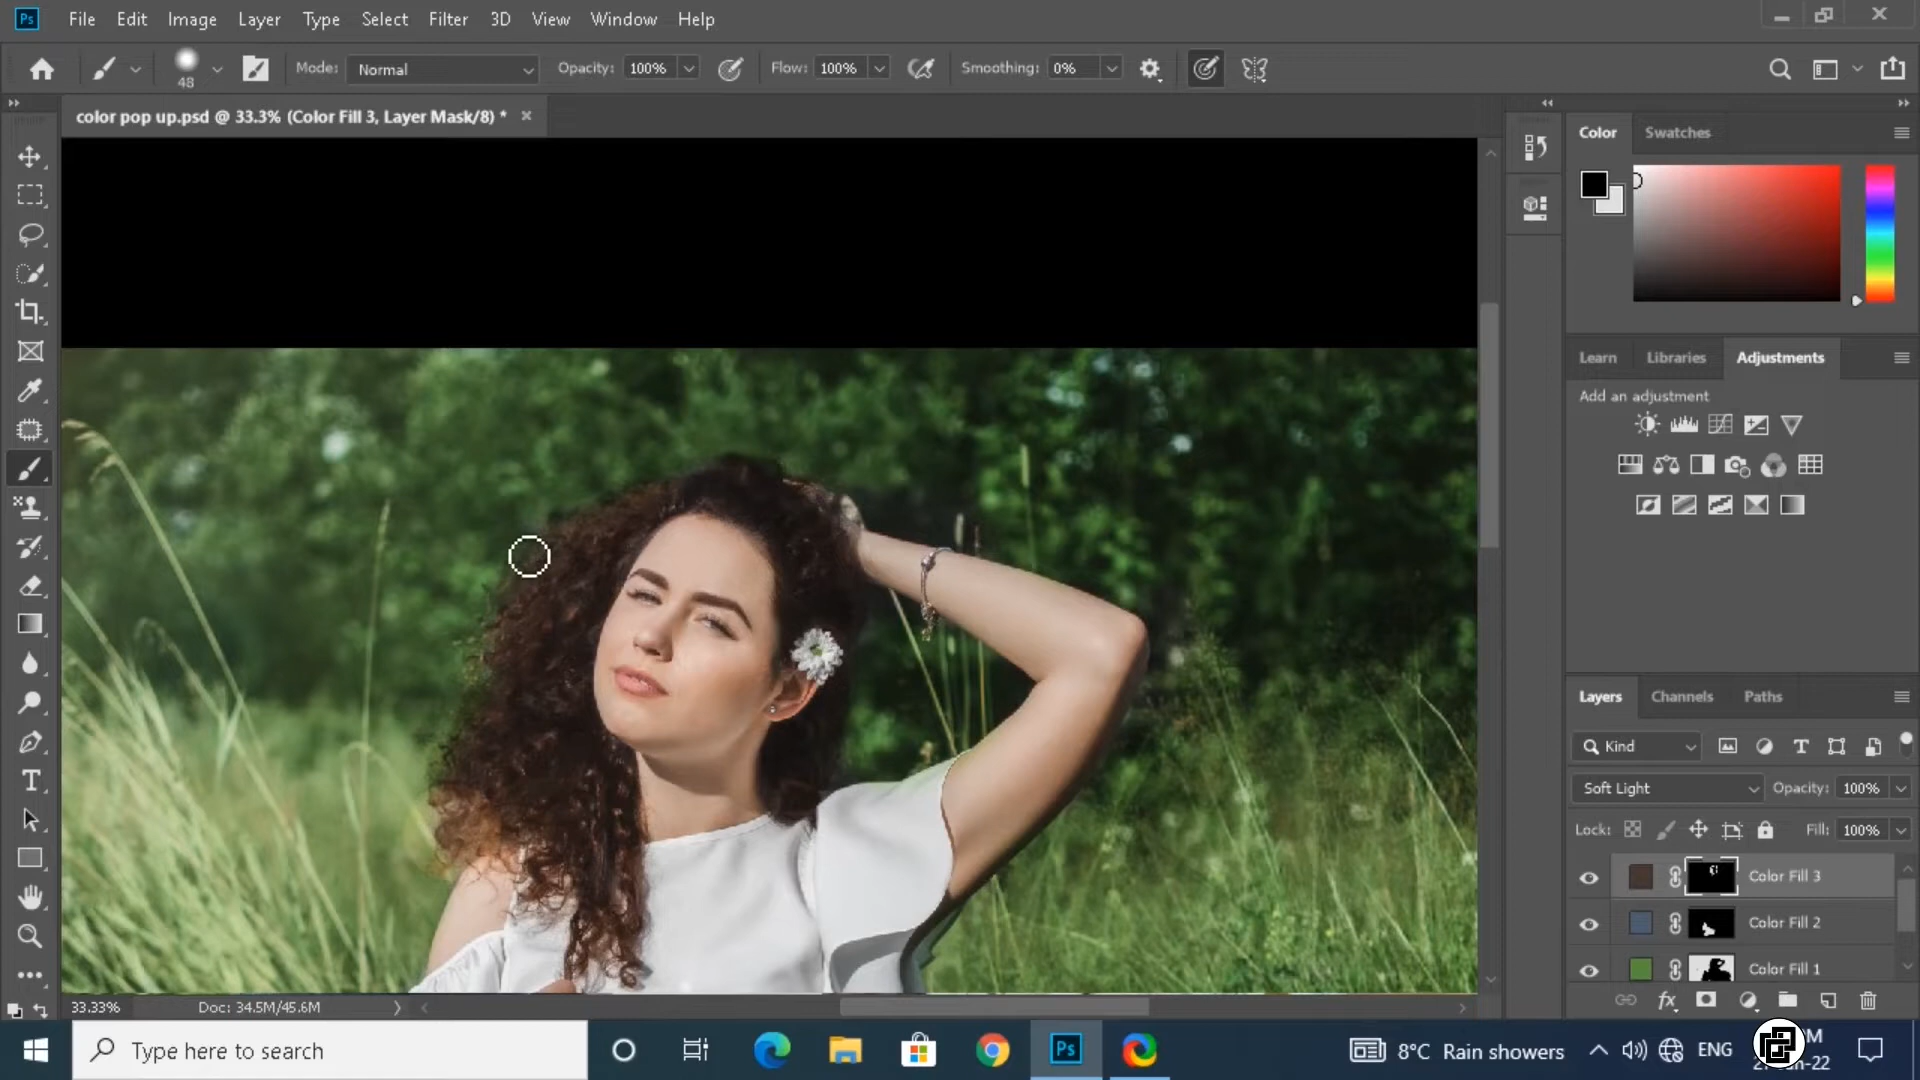 Ps File Edit Image Layer Type Select Filter 3D View Window Help
48 Mode: Normal Opacity: 100% Flow: 100% Smoothing: 0%
color pop up.psd @ 33.3% (Color Fill 3, Layer Mask/8) *
Color Swatches
Learn Libraries Adjustments
Add an adjustment
Layers Channels Paths
Kind
Soft Light Opacity: 100%
Lock: Fill: 100%
Color Fill 3
Color Fill 2
Color Fill 1
33.33% Doc: 34.5M/45.6M
Type here to search
Ps
8°C Rain showers
ENG